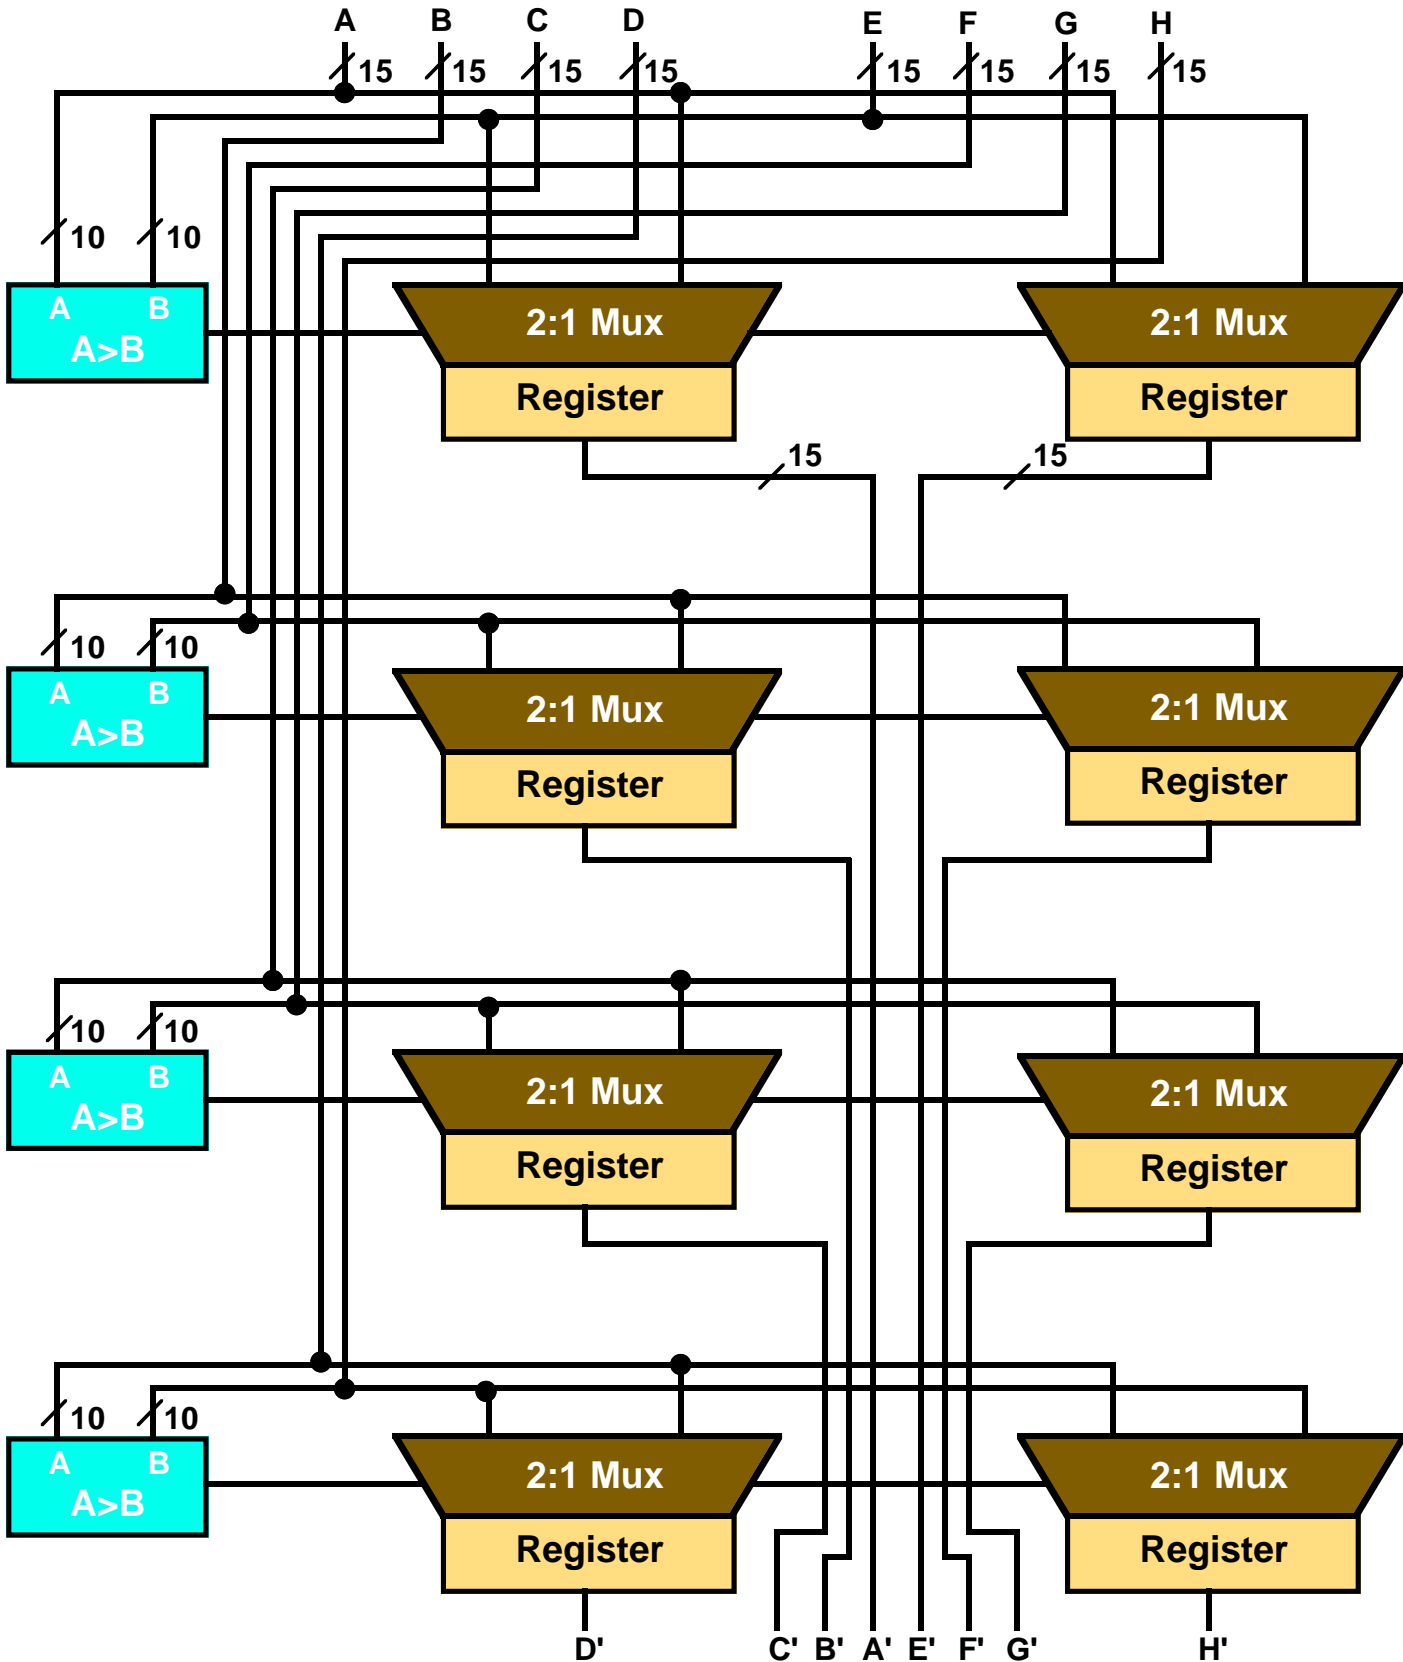 A B C D E F G H
15 15 15 15 15 15 15 15
10 10
A B
A>B
2:1 Mux 2:1 Mux
Register Register
15 15
10 10
A B
A>B
2:1 Mux 2:1 Mux
Register Register
10 10
A B
A>B
2:1 Mux 2:1 Mux
Register Register
10 10
A B
A>B
2:1 Mux 2:1 Mux
Register Register
D' C' B' A' E' F' G' H'